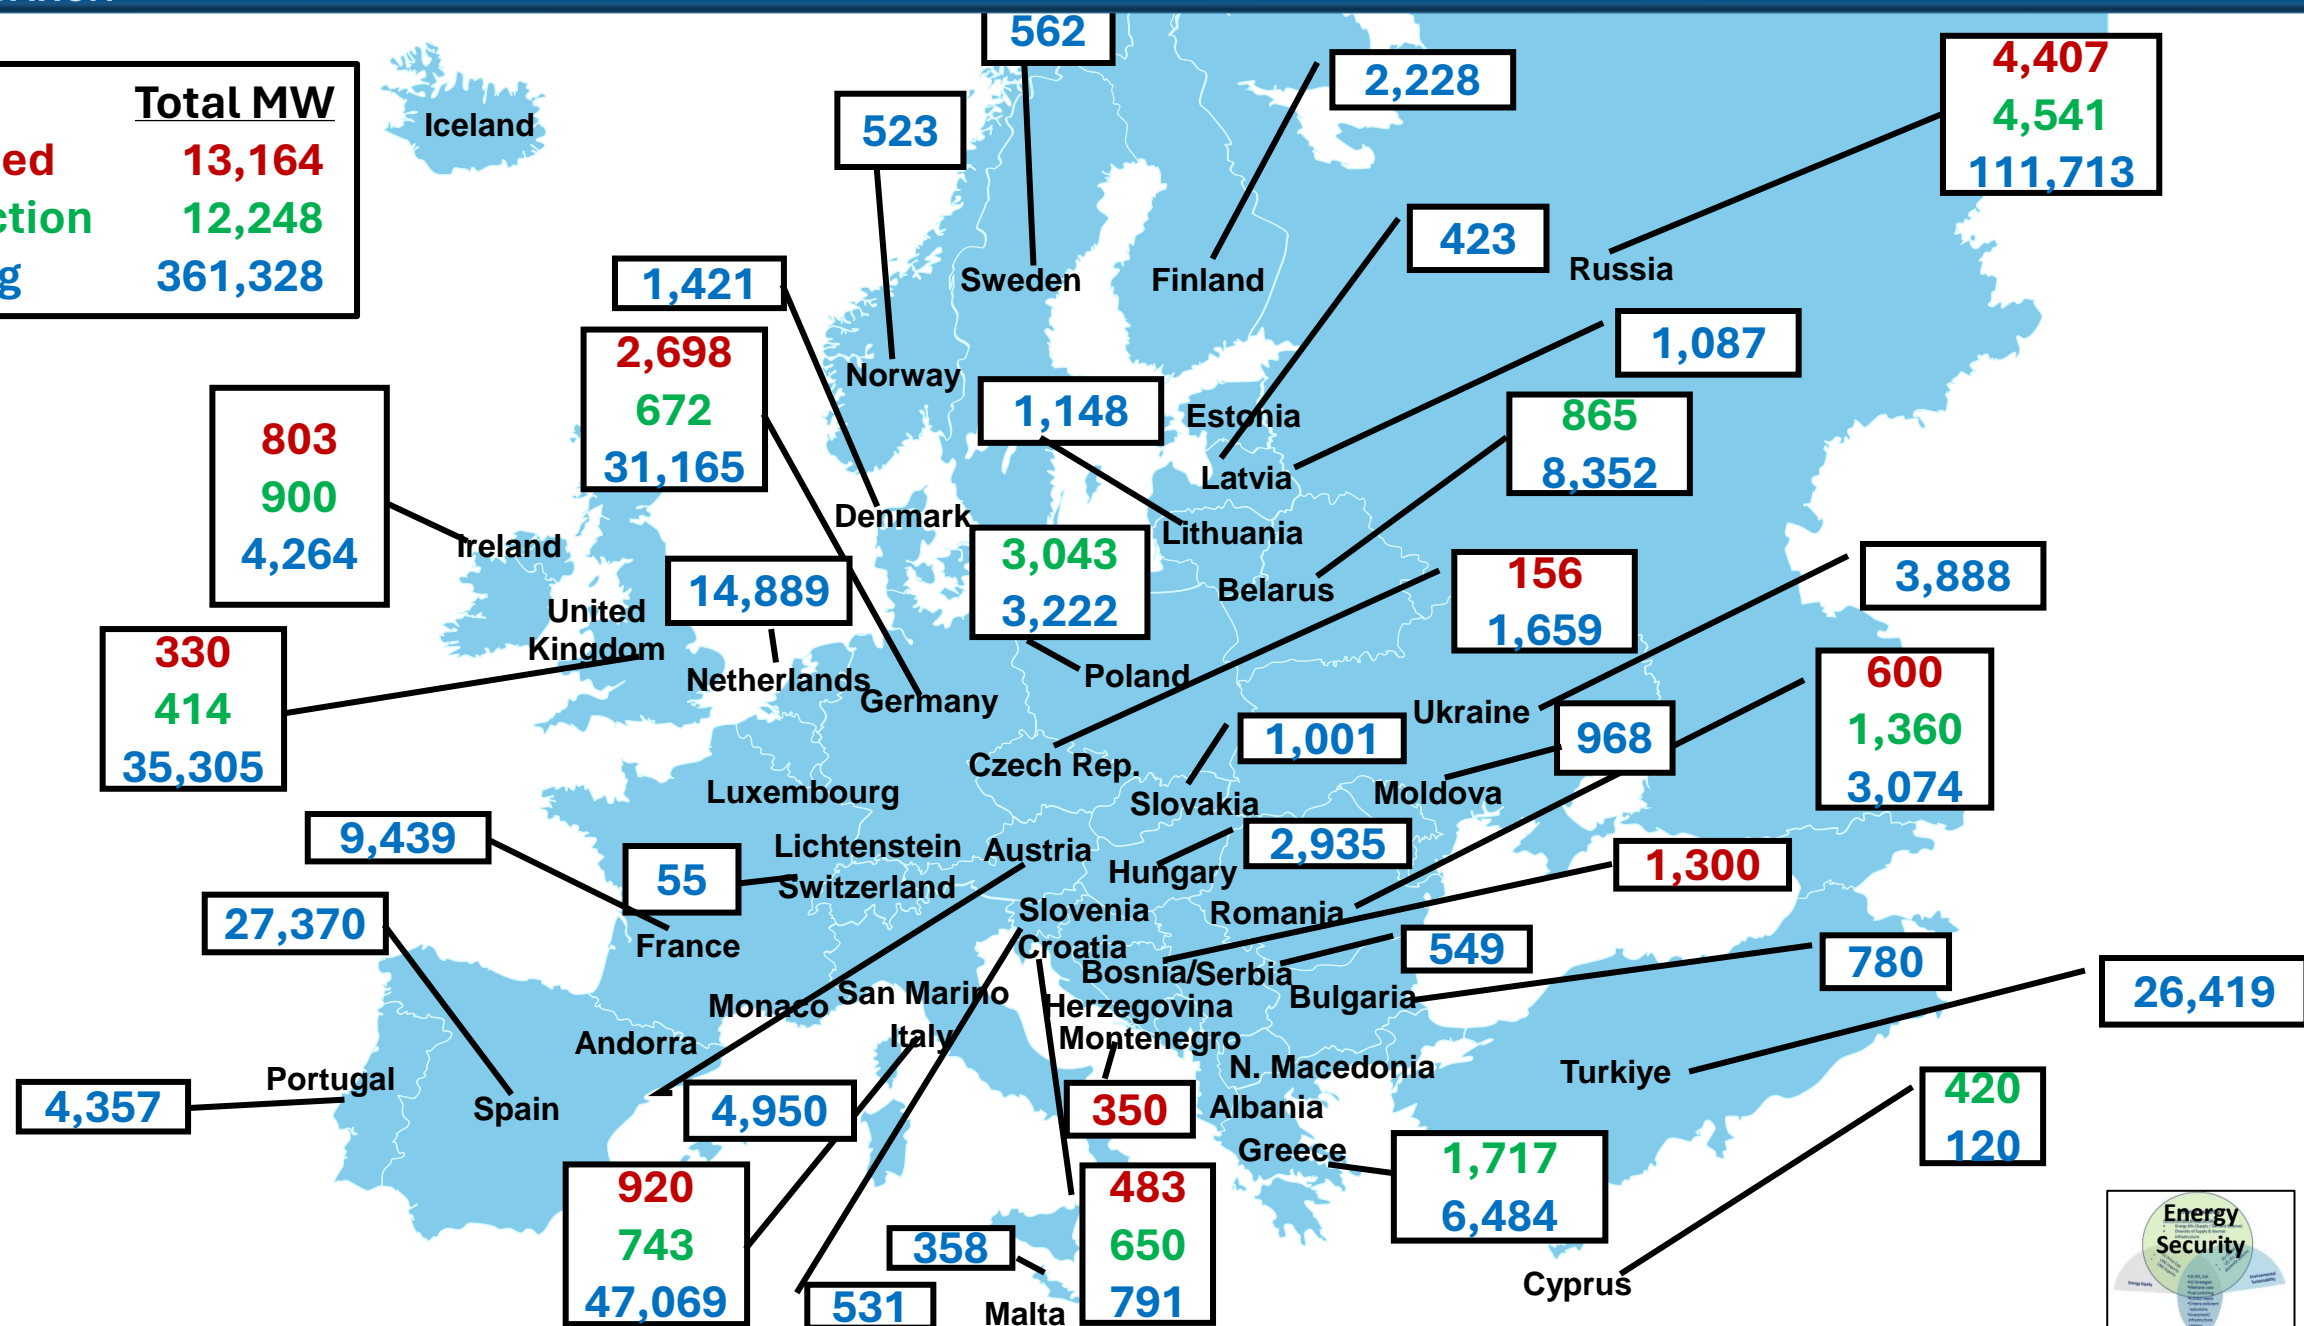 562
Total MW
ed 13,164
ction 12,248
g 361,328
Iceland
523
2,228
4,407
4,541
111,713
423
Sweden
Finland
Russia
1,421
2,698
672
31,165
Norway
1,148
Estonia
1,087
803
900
4,264
Latvia
865
8,352
Denmark
Lithuania
Ireland
3,043
3,222
Belarus
156
1,659
3,888
United
Kingdom
14,889
330
414
35,305
Netherlands
Germany
Poland
Ukraine
968
600
1,360
3,074
1,001
Czech Rep.
Luxembourg
Slovakia
Moldova
9,439
55
Lichtenstein
Switzerland
Austria
Hungary
2,935
1,300
27,370
France
Slovenia
Croatia
Romania
Bosnia/
Herzegovina
Serbia
549
780
26,419
Monaco
San Marino
Italy
Bulgaria
Andorra
Montenegro
N. Macedonia
Turkiye
4,357
Portugal
Spain
4,950
350
Albania
Greece
420
120
920
743
47,069
531
358
Malta
483
650
791
1,717
6,484
Cyprus
Energy
Security